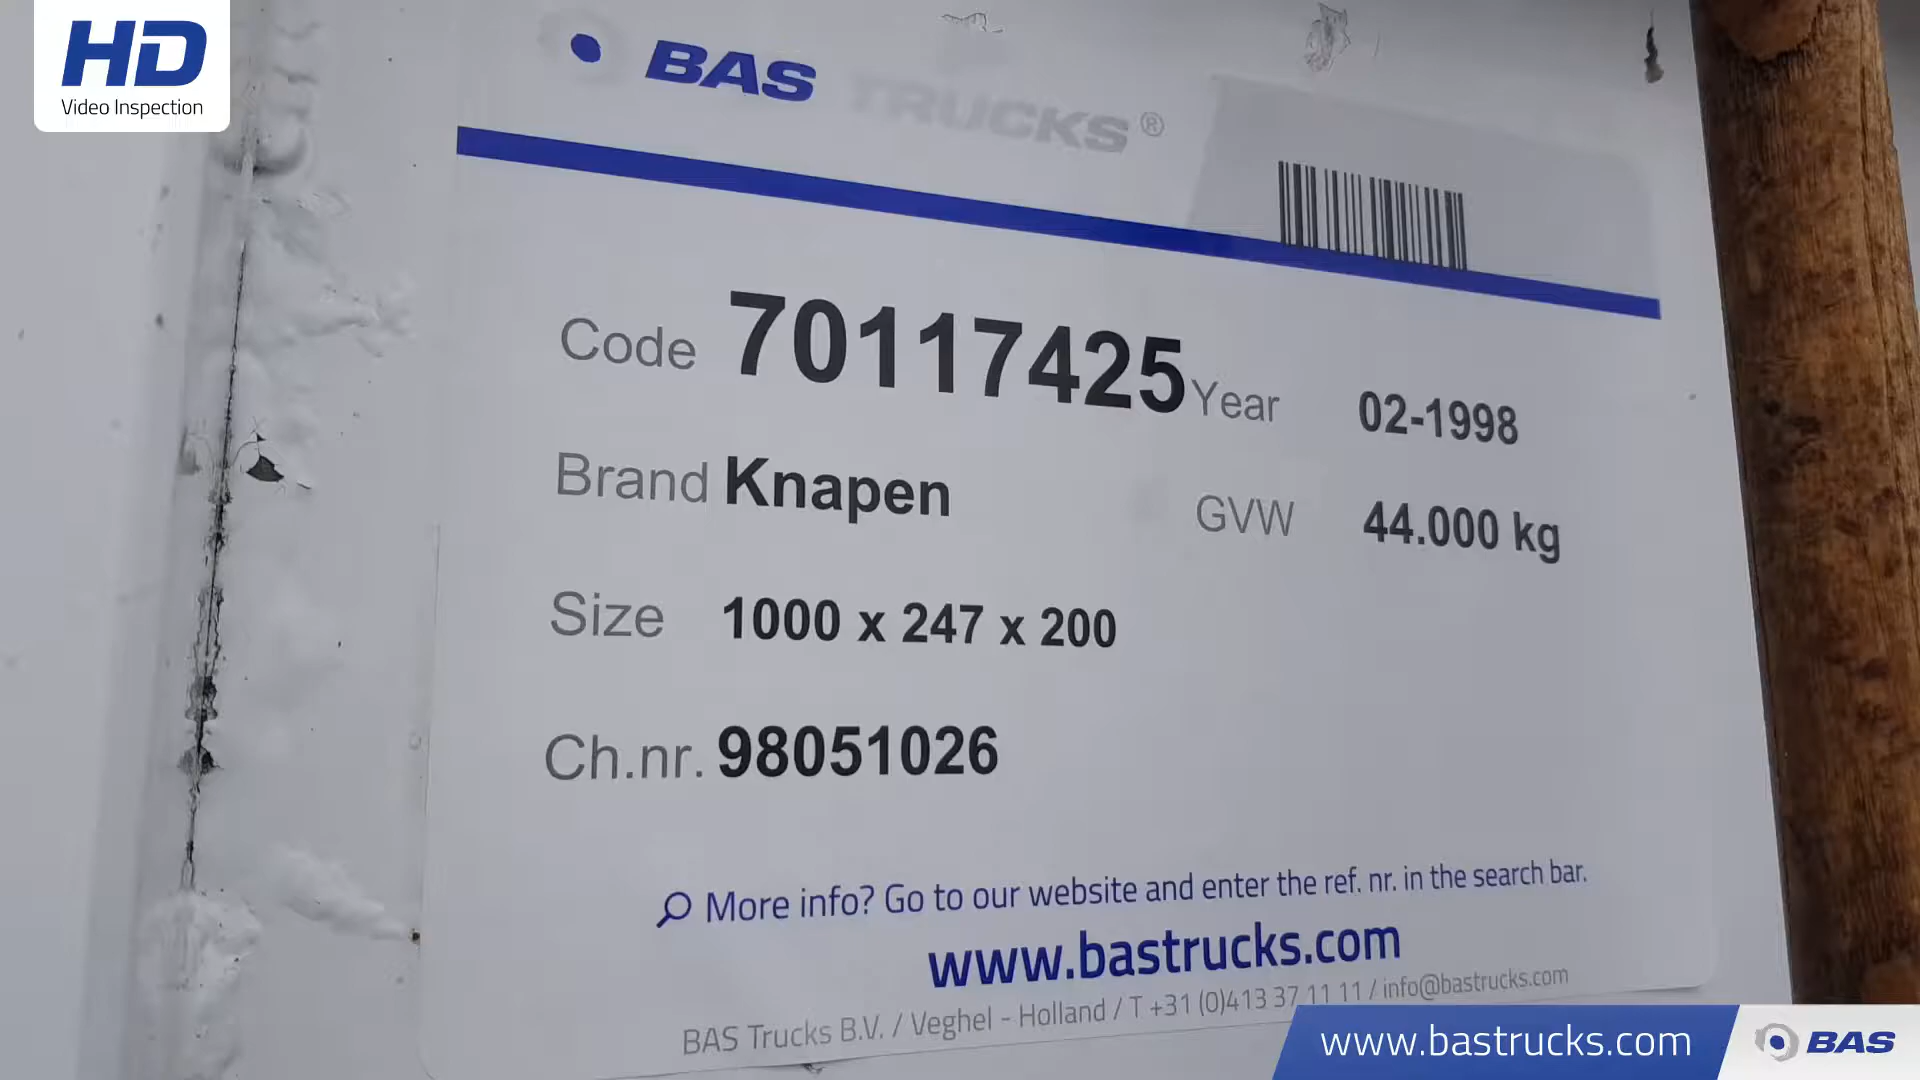 HD
Video Inspection
BAS TRUCKS®
Code 70117425 Year 02-1998
Brand Knapen GVW 44.000 kg
Size 1000 x 247 x 200
Ch.nr. 98051026
More info? Go to our website and enter the ref. nr. in the search bar.
www.bastrucks.com
BAS Trucks B.V. / Veghel - Holland / T +31 (0)413 37 11 11 / info@bastrucks.com
www.bastrucks.com BAS